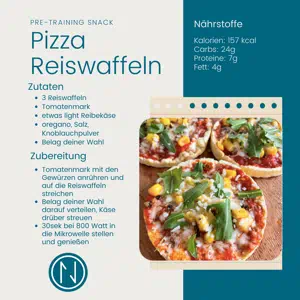 PRE-TRAINING SNACK
Pizza
Reiswaffeln
Zutaten
3 Reiswaffeln
Tomatenmark
etwas light Reibekäse
oregano, Salz,
Knoblauchpulver
Belag deiner Wahl
Zubereitung
Tomatenmark mit den
Gewürzen anrühren und
auf die Reiswaffeln
streichen
Belag deiner Wahl
darauf verteilen, Käse
drüber streuen
30sek bei 800 Watt in
die Mikrowelle stellen
und genießen
N
Nährstoffe
Kalorien: 157 kcal
Carbs: 24g
Proteine: 7g
Fett: 4g